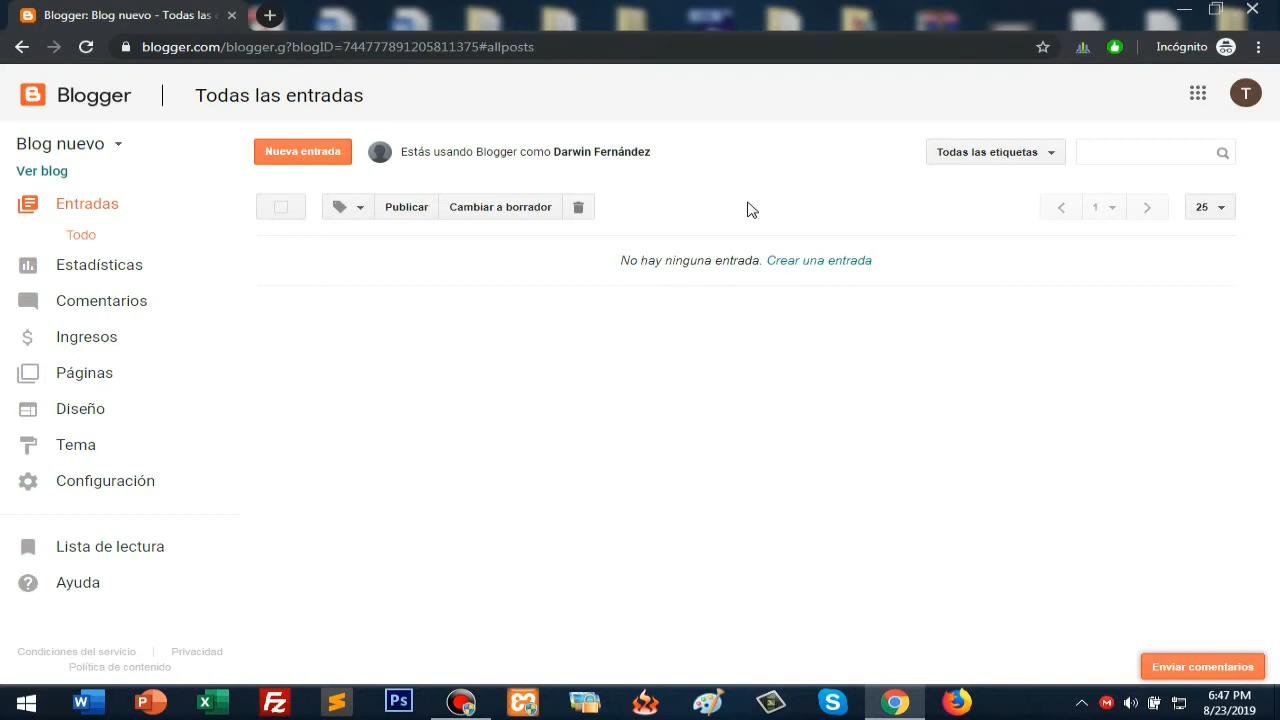 Blogger: Blog nuevo - Todas las e
blogger.com/blogger.g?blogID=744777891205811375#allposts
Incógnito
Blogger
Todas las entradas
T
Blog nuevo
Ver blog
Nueva entrada
Estás usando Blogger como Darwin Fernández
Todas las etiquetas
Entradas
Todo
Publicar
Cambiar a borrador
1
25
No hay ninguna entrada. Crear una entrada
Estadísticas
Comentarios
Ingresos
Páginas
Diseño
Tema
Configuración
Lista de lectura
Ayuda
Condiciones del servicio
Privacidad
Política de contenido
Enviar comentarios
6:47 PM
8/23/2019